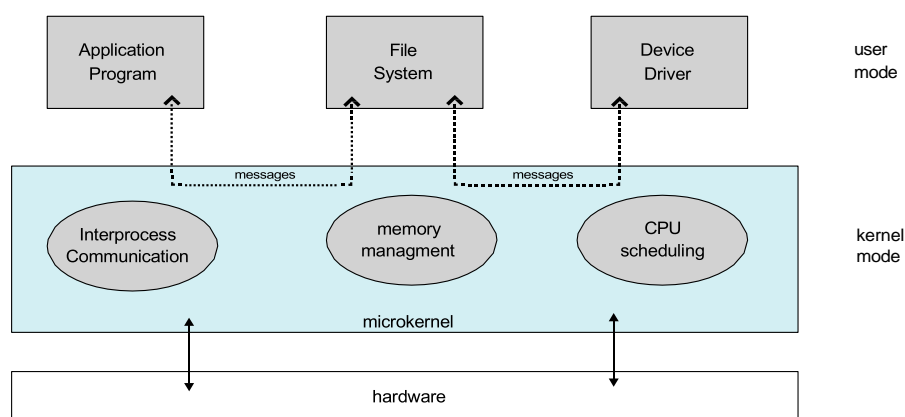 Application
Program
File
System
Device
Driver
user
mode
messages
messages
Interprocess
Communication
memory
managment
CPU
scheduling
kernel
mode
microkernel
hardware